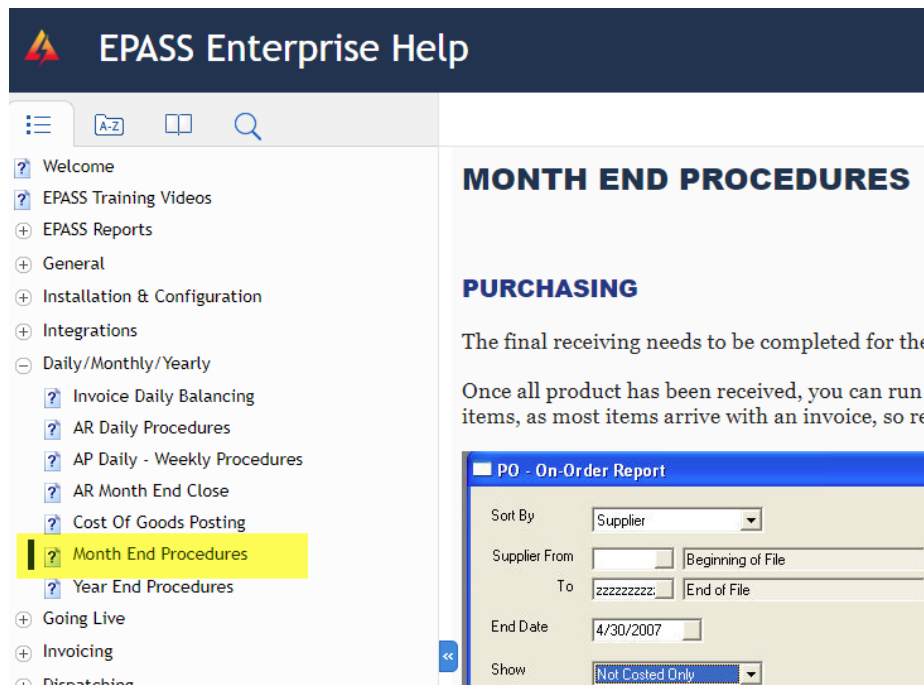 EPASS Enterprise Help
A-Z
Welcome
EPASS Training Videos
EPASS Reports
General
Installation & Configuration
Integrations
Daily/Monthly/Yearly
Invoice Daily Balancing
AR Daily Procedures
AP Daily - Weekly Procedures
AR Month End Close
Cost Of Goods Posting
Month End Procedures
Year End Procedures
Going Live
Invoicing
Dispatching
MONTH END PROCEDURES
PURCHASING
The final receiving needs to be completed for the
Once all product has been received, you can run
items, as most items arrive with an invoice, so re
PO - On-Order Report
Sort By Supplier
Supplier From Beginning of File
To zzzzzzzzz: End of File
End Date 4/30/2007
Show Not Costed Only